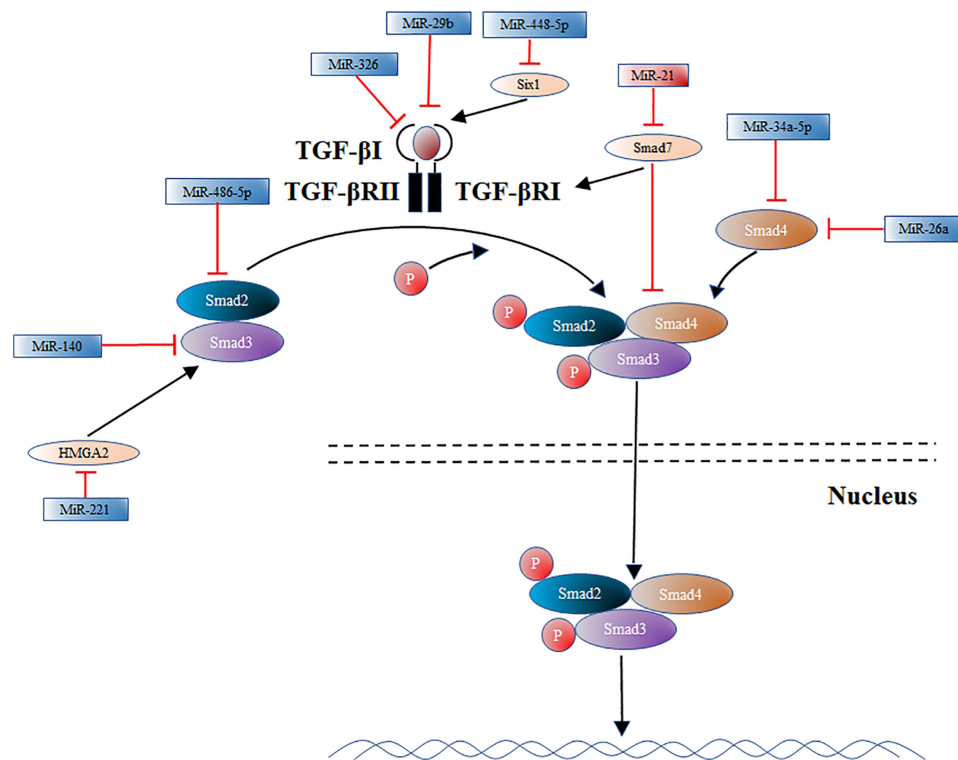 MiR-29b
MiR-448-5p
MiR-326
MiR-21
Six1
MiR-34a-5p
TGF-βI
Smad7
MiR-486-5p
TGF-βRII
TGF-βRI
Smad4
MiR-26a
P
Smad2
P
Smad2
Smad4
Smad3
MiR-140
Smad3
P
HMGA2
Nucleus
MiR-221
P
Smad2
Smad4
P
Smad3